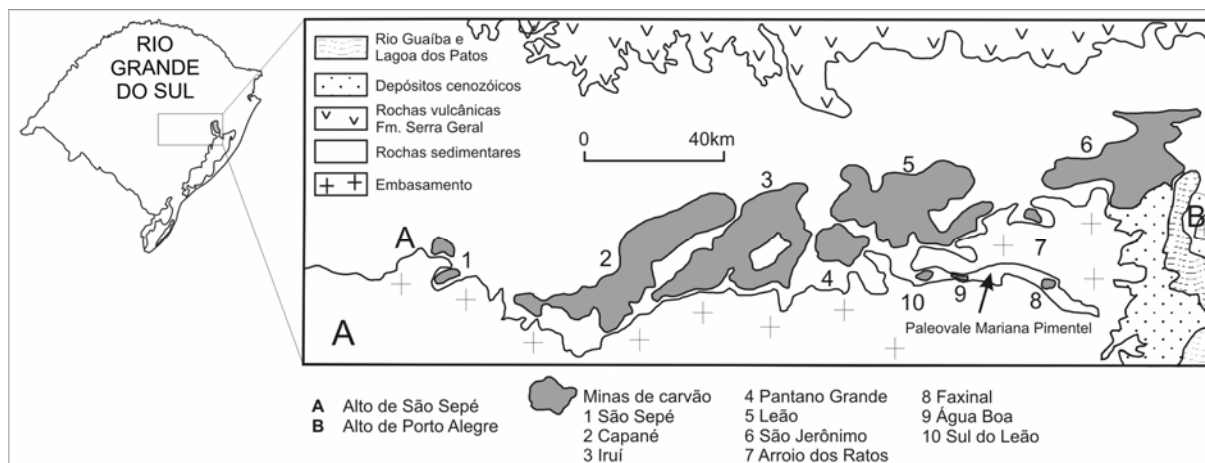 RIO
GRANDE
DO SUL
Rio Guaíba e
Lagoa dos Patos
Depósitos cenozóicos
Rochas vulcânicas
Fm. Serra Geral
Rochas sedimentares
Embasamento
0 40km
A
A
B
1
2
3
4
5
6
7
8
9
10
Paleovale Mariana Pimentel
A Alto de São Sepé
B Alto de Porto Alegre
Minas de carvão
1 São Sepé
2 Capané
3 Iruí
4 Pantano Grande
5 Leão
6 São Jerônimo
7 Arroio dos Ratos
8 Faxinal
9 Água Boa
10 Sul do Leão